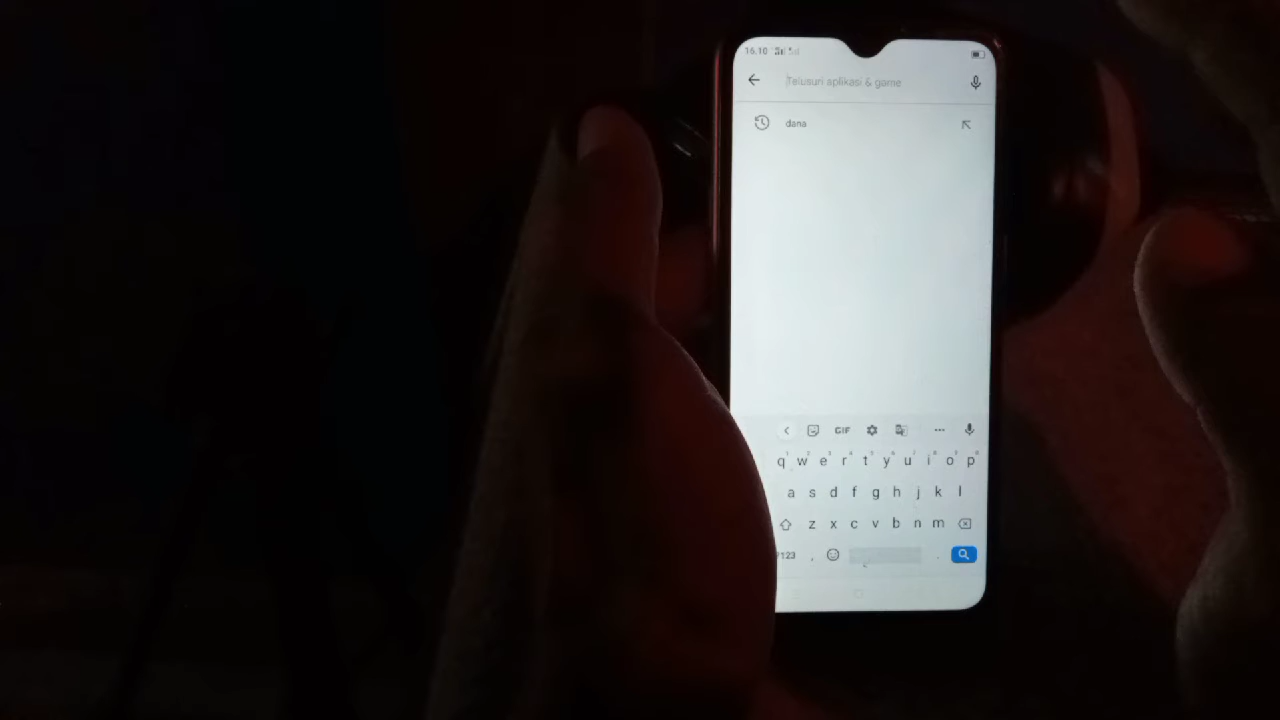 16.10
Telusuri aplikasi & game
dana
GIF
q w e r t y u i o p
a s d f g h j k l
z x c v b n m
?123 , .